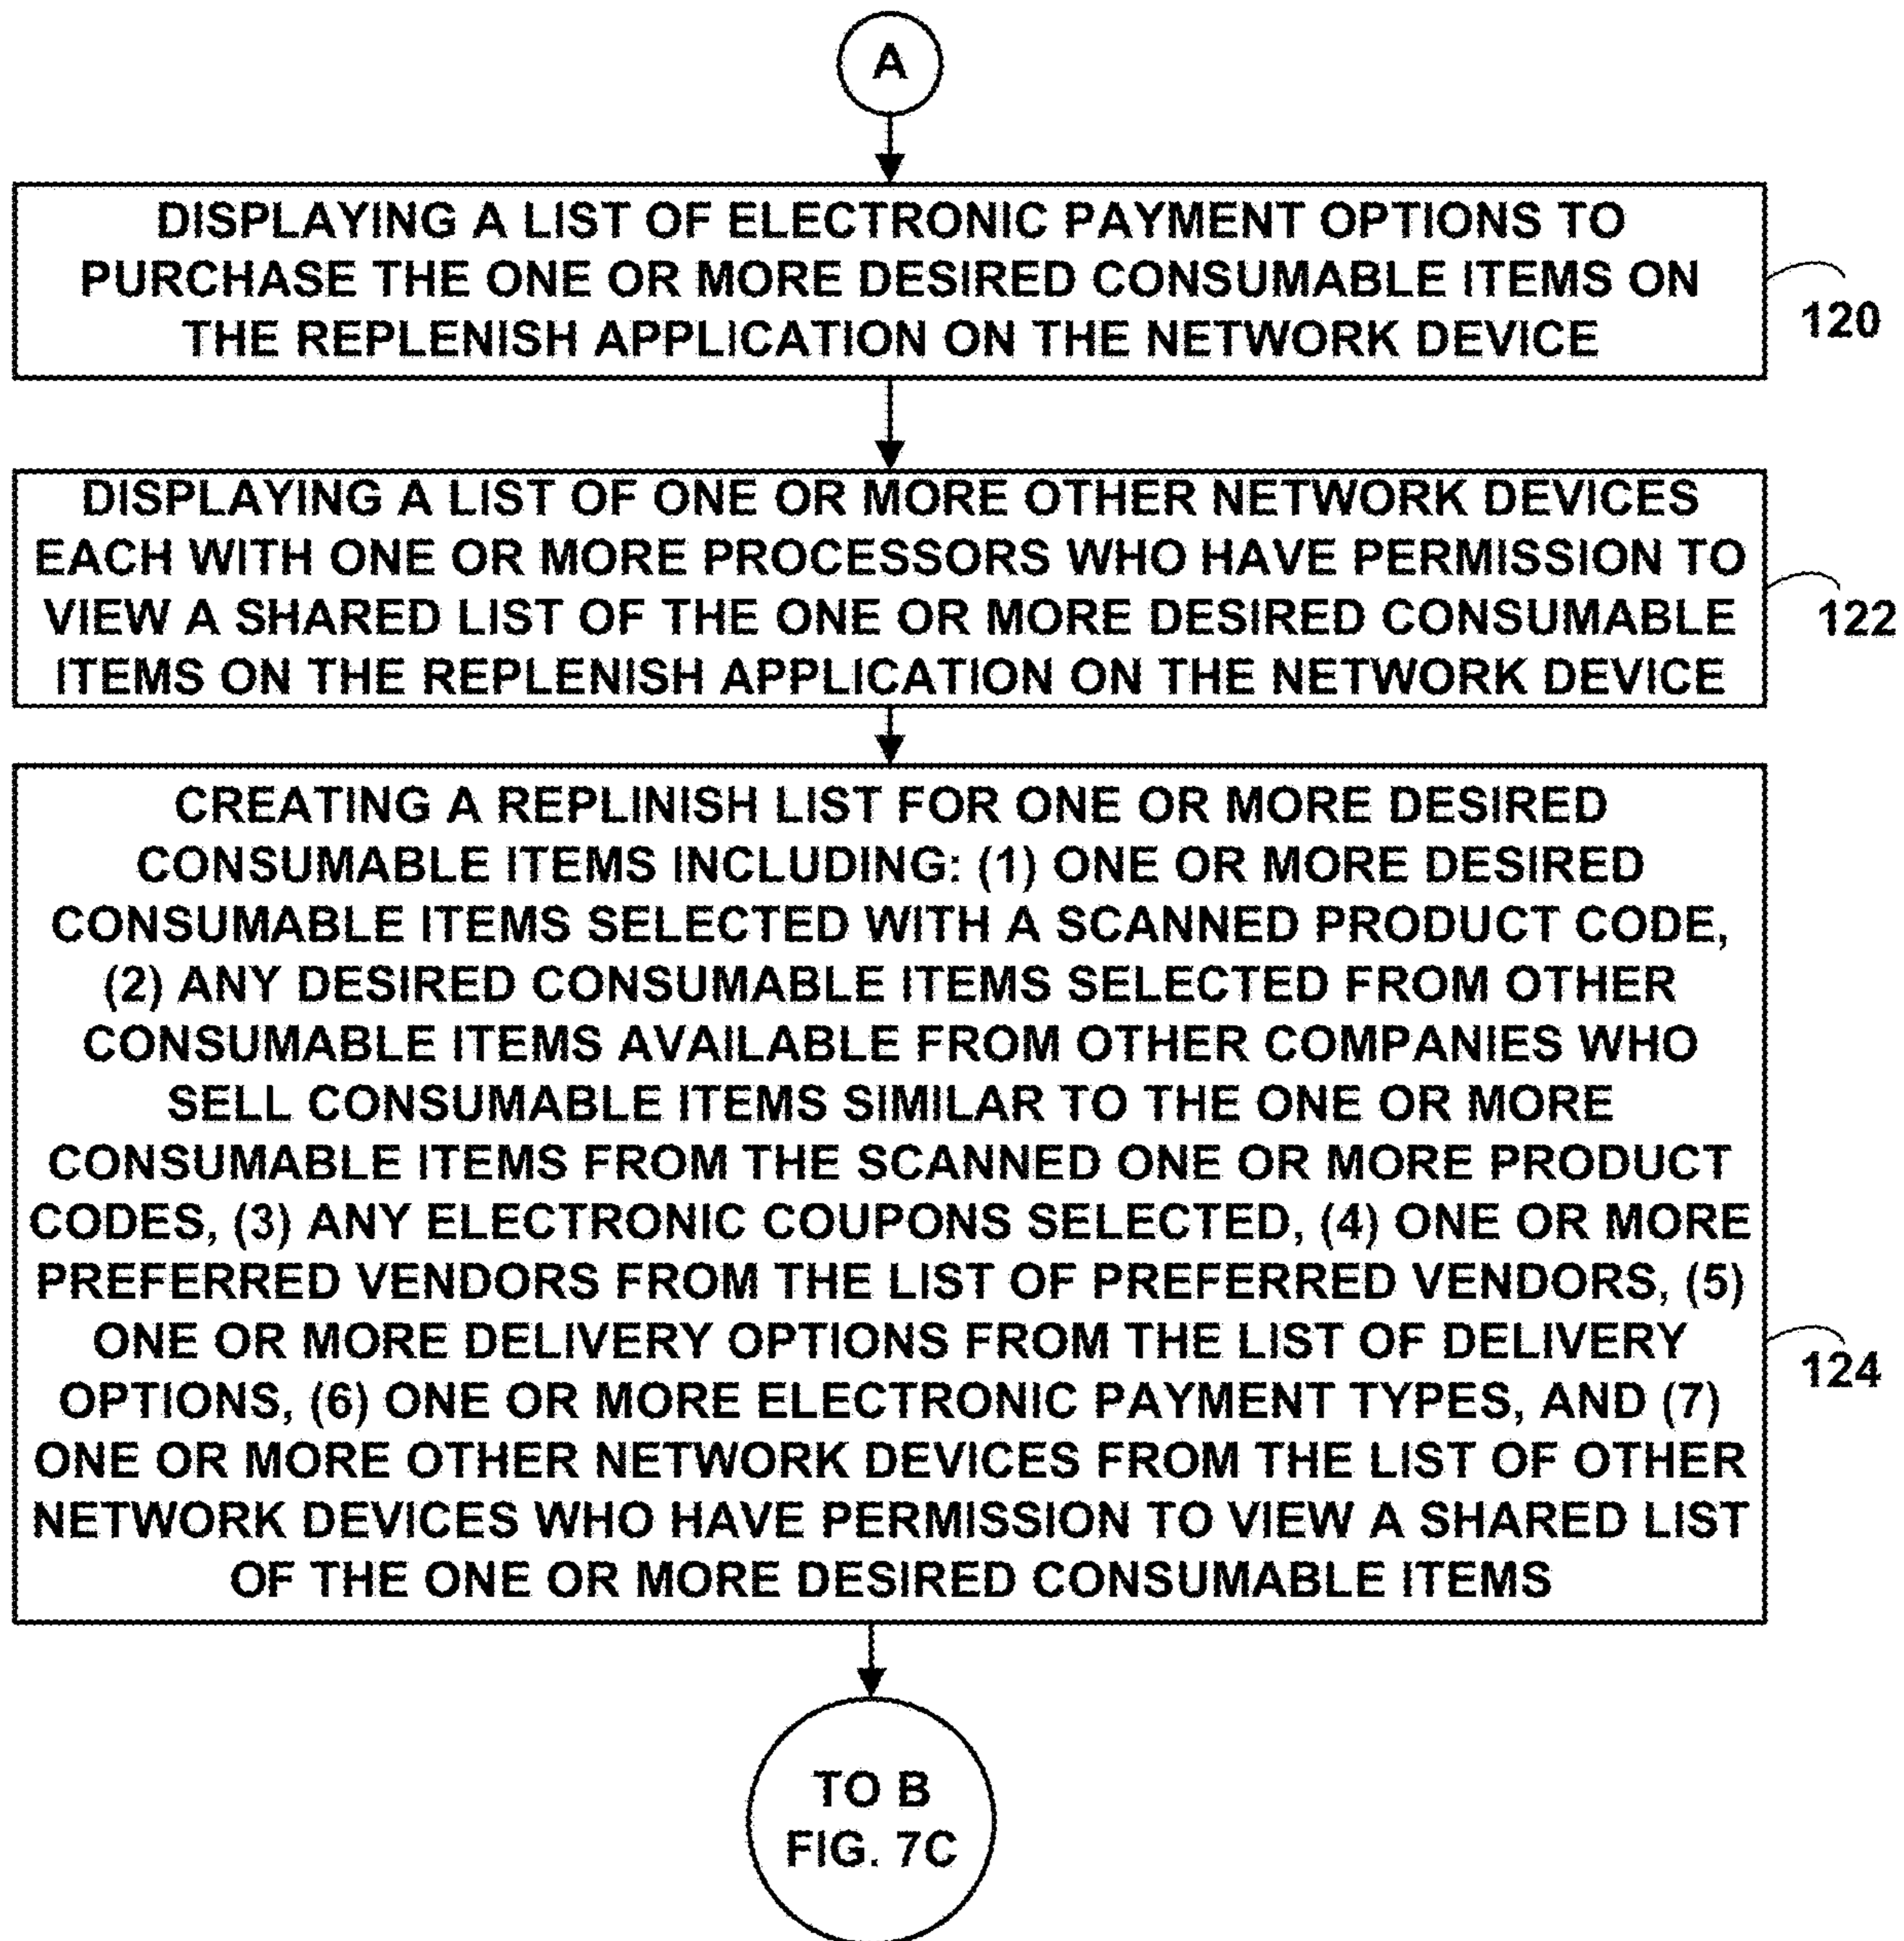 A
DISPLAYING A LIST OF ELECTRONIC PAYMENT OPTIONS TO
PURCHASE THE ONE OR MORE DESIRED CONSUMABLE ITEMS ON
THE REPLENISH APPLICATION ON THE NETWORK DEVICE
120
DISPLAYING A LIST OF ONE OR MORE OTHER NETWORK DEVICES
EACH WITH ONE OR MORE PROCESSORS WHO HAVE PERMISSION TO
VIEW A SHARED LIST OF THE ONE OR MORE DESIRED CONSUMABLE
ITEMS ON THE REPLENISH APPLICATION ON THE NETWORK DEVICE
122
CREATING A REPLINISH LIST FOR ONE OR MORE DESIRED
CONSUMABLE ITEMS INCLUDING: (1) ONE OR MORE DESIRED
CONSUMABLE ITEMS SELECTED WITH A SCANNED PRODUCT CODE,
(2) ANY DESIRED CONSUMABLE ITEMS SELECTED FROM OTHER
CONSUMABLE ITEMS AVAILABLE FROM OTHER COMPANIES WHO
SELL CONSUMABLE ITEMS SIMILAR TO THE ONE OR MORE
CONSUMABLE ITEMS FROM THE SCANNED ONE OR MORE PRODUCT
CODES, (3) ANY ELECTRONIC COUPONS SELECTED, (4) ONE OR MORE
PREFERRED VENDORS FROM THE LIST OF PREFERRED VENDORS, (5)
ONE OR MORE DELIVERY OPTIONS FROM THE LIST OF DELIVERY
OPTIONS, (6) ONE OR MORE ELECTRONIC PAYMENT TYPES, AND (7)
ONE OR MORE OTHER NETWORK DEVICES FROM THE LIST OF OTHER
NETWORK DEVICES WHO HAVE PERMISSION TO VIEW A SHARED LIST
OF THE ONE OR MORE DESIRED CONSUMABLE ITEMS
124
TO B
FIG. 7C